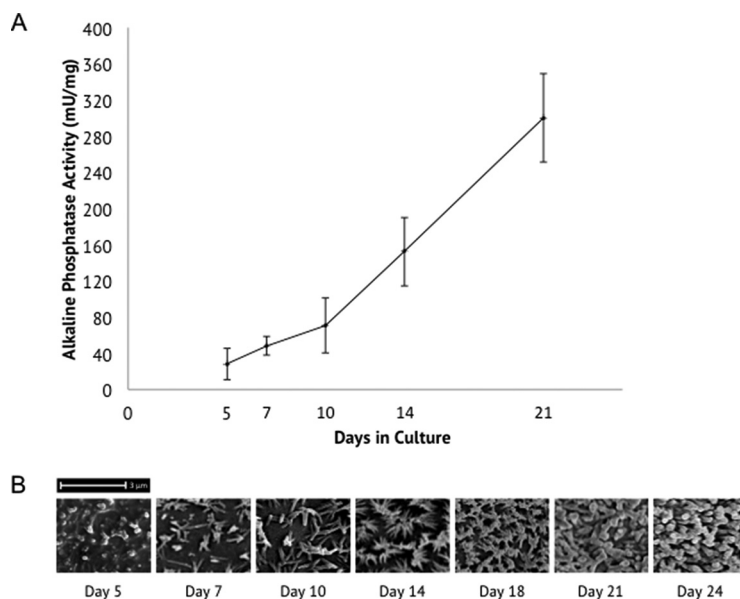 A
Alkaline Phosphatase Activity (mU/mg)
400
360
320
280
240
200
160
120
80
40
0
0 5 7 10 14 21
Days in Culture
B
3 µm
Day 5 Day 7 Day 10 Day 14 Day 18 Day 21 Day 24